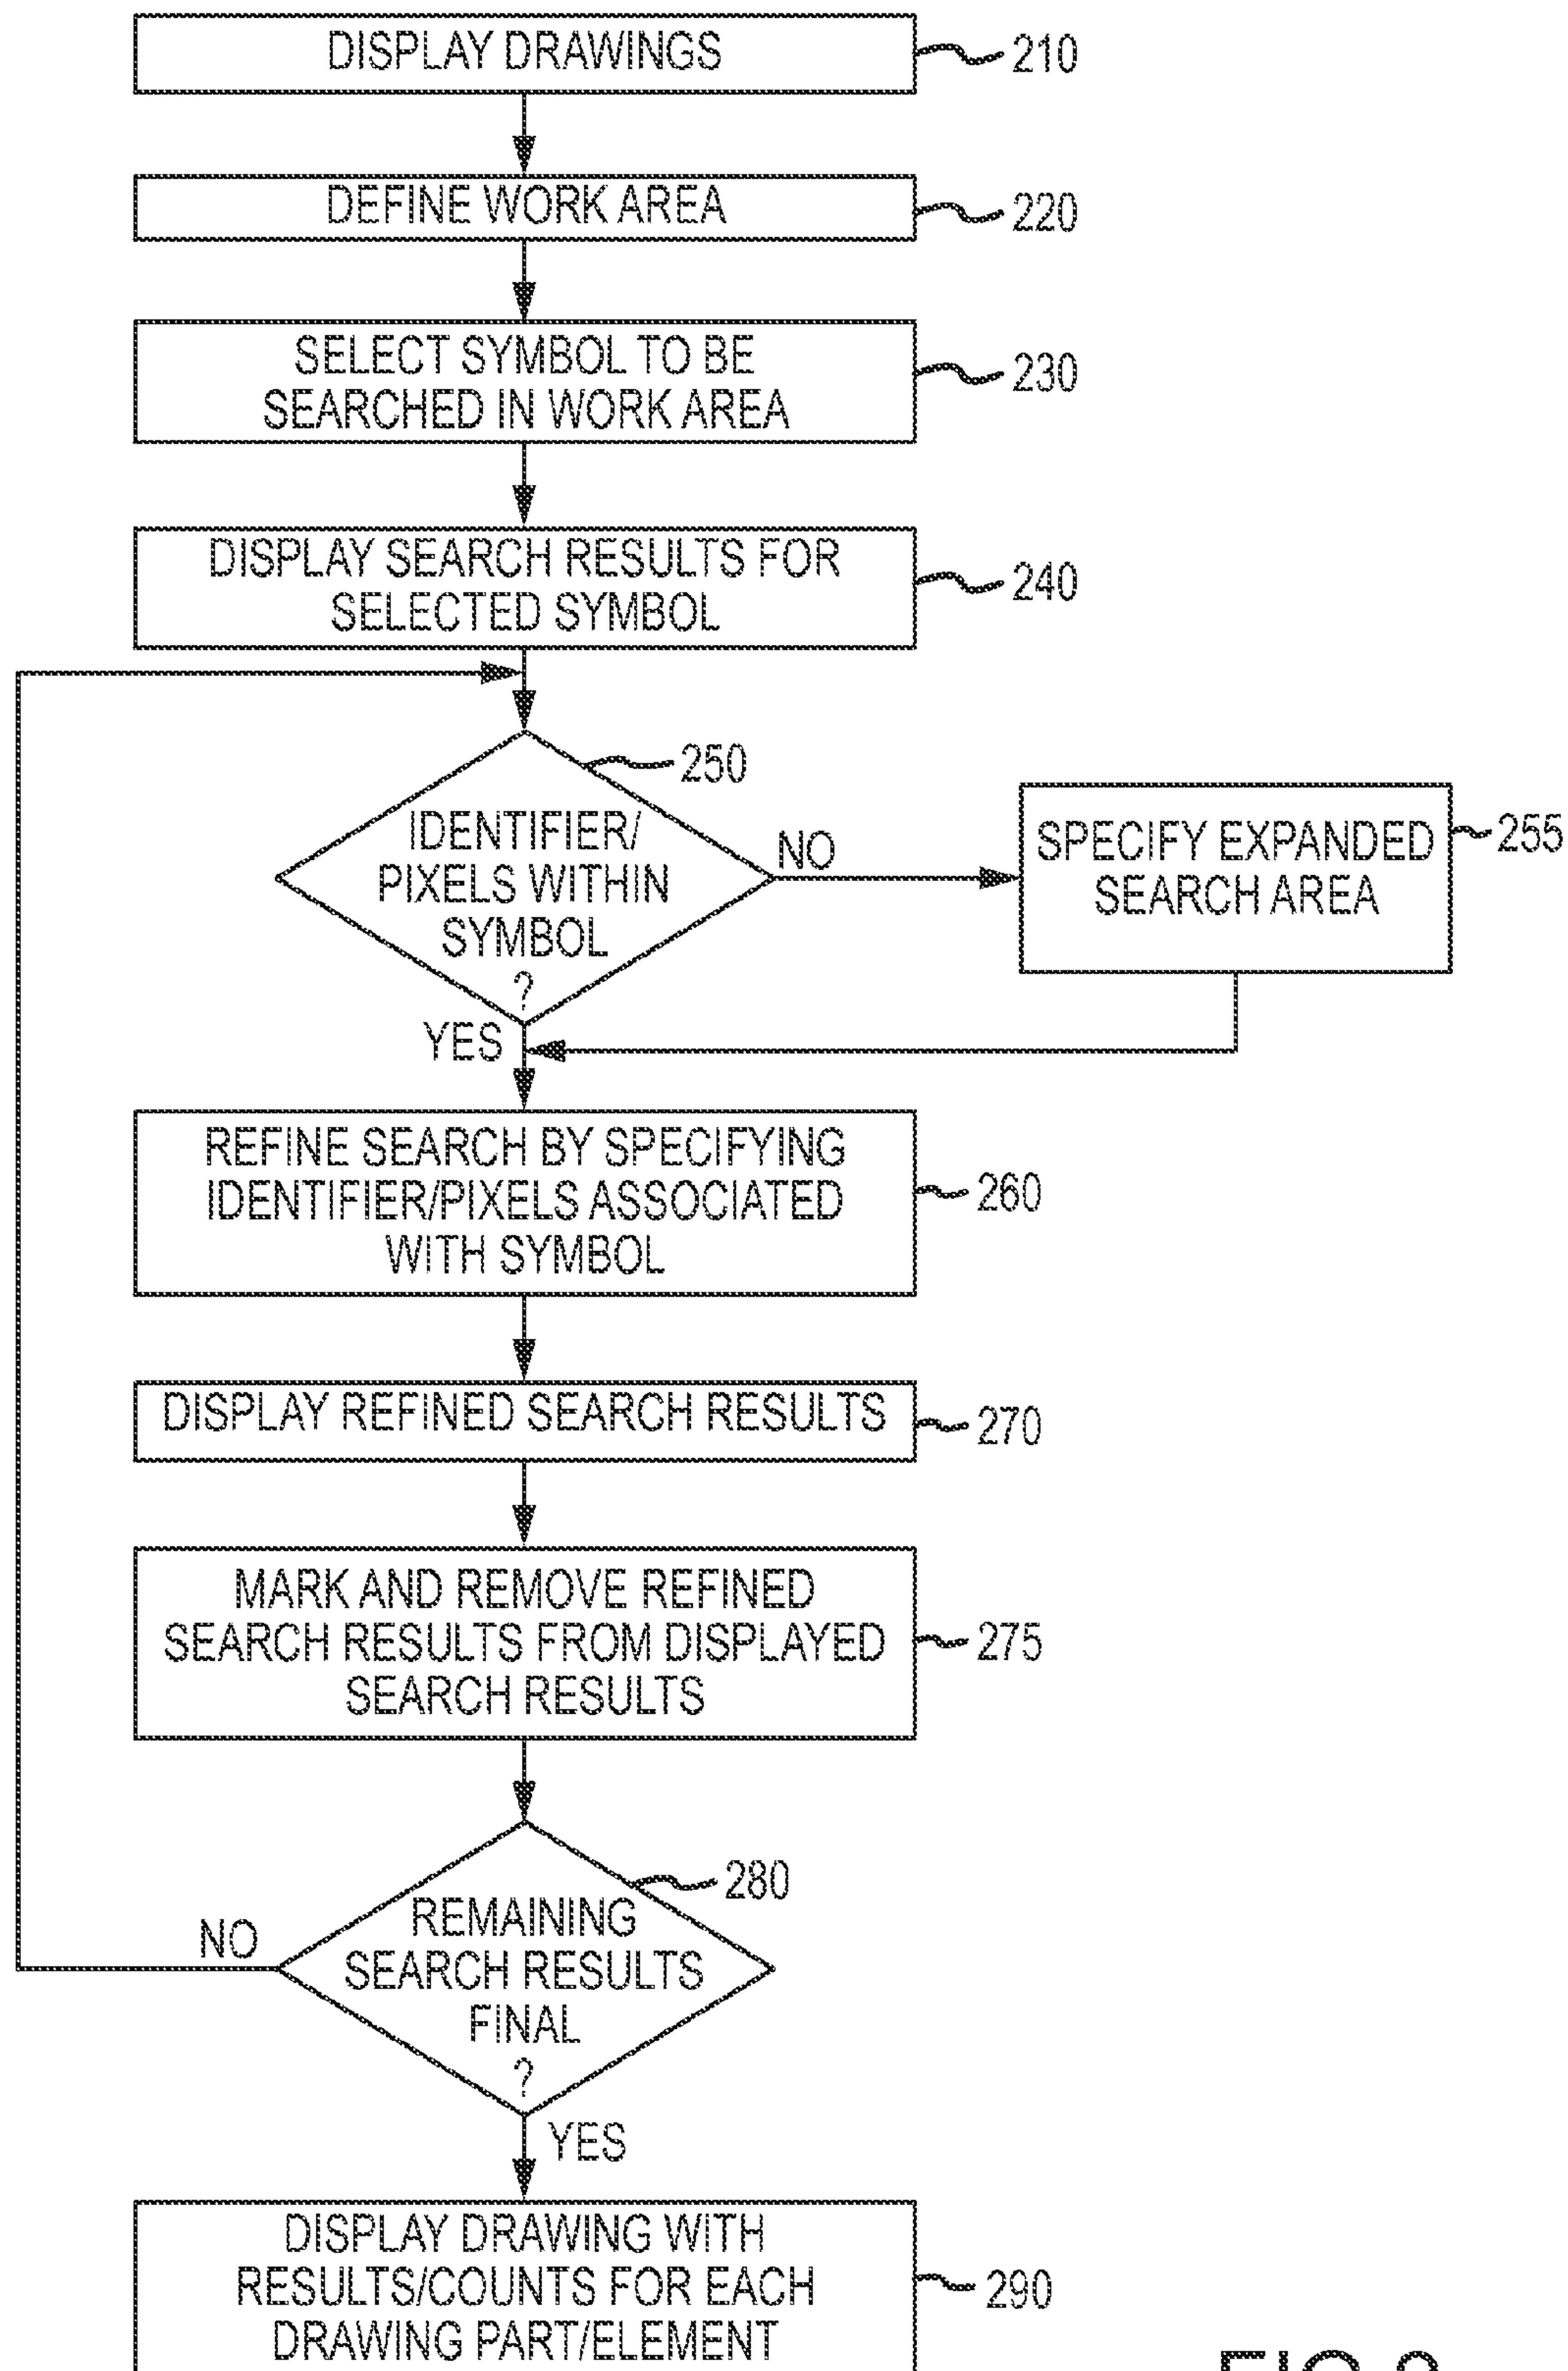 DISPLAY DRAWINGS
210
DEFINE WORK AREA
220
SELECT SYMBOL TO BE
SEARCHED IN WORK AREA
230
DISPLAY SEARCH RESULTS FOR
SELECTED SYMBOL
240
250
IDENTIFIER/
PIXELS WITHIN
SYMBOL
?
NO
SPECIFY EXPANDED
SEARCH AREA
255
YES
REFINE SEARCH BY SPECIFYING
IDENTIFIER/PIXELS ASSOCIATED
WITH SYMBOL
260
DISPLAY REFINED SEARCH RESULTS
270
MARK AND REMOVE REFINED
SEARCH RESULTS FROM DISPLAYED
SEARCH RESULTS
275
280
REMAINING
SEARCH RESULTS
FINAL
?
NO
YES
DISPLAY DRAWING WITH
RESULTS/COUNTS FOR EACH
DRAWING PART/ELEMENT
290